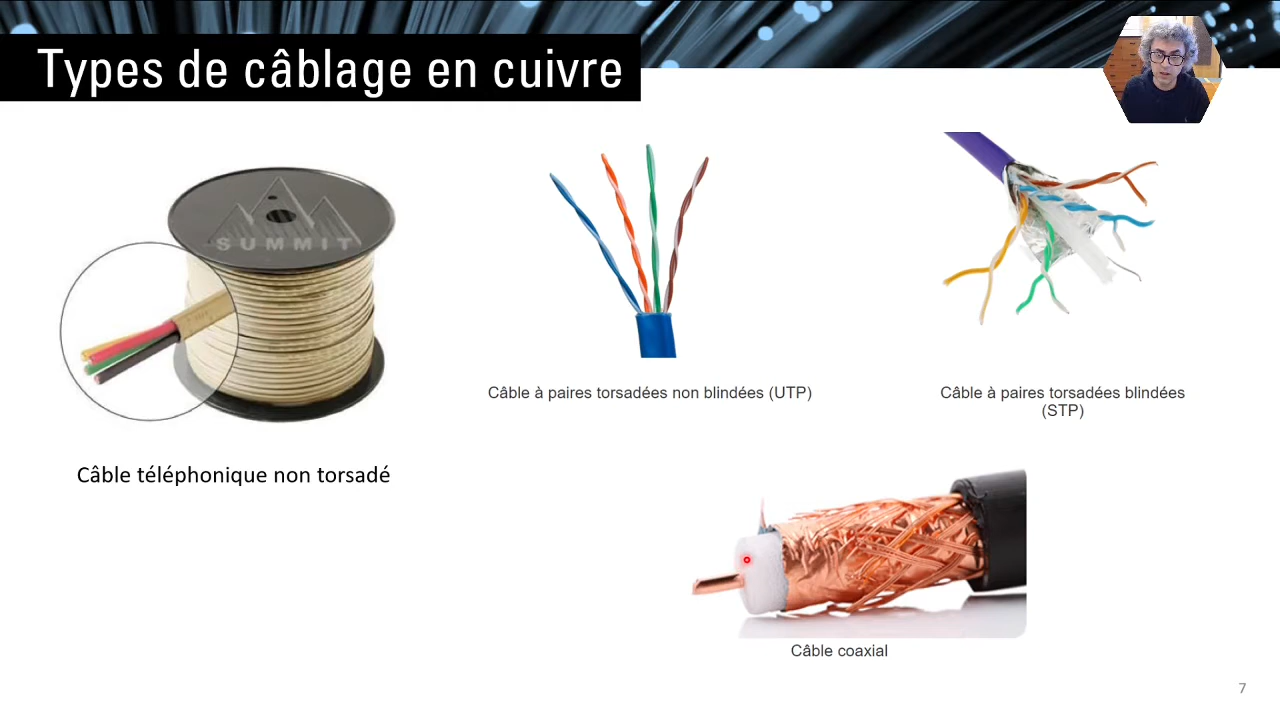 Types de câblage en cuivre
SUMMIT
Câble téléphonique non torsadé
Câble à paires torsadées non blindées (UTP)
Câble à paires torsadées blindées
(STP)
Câble coaxial
7